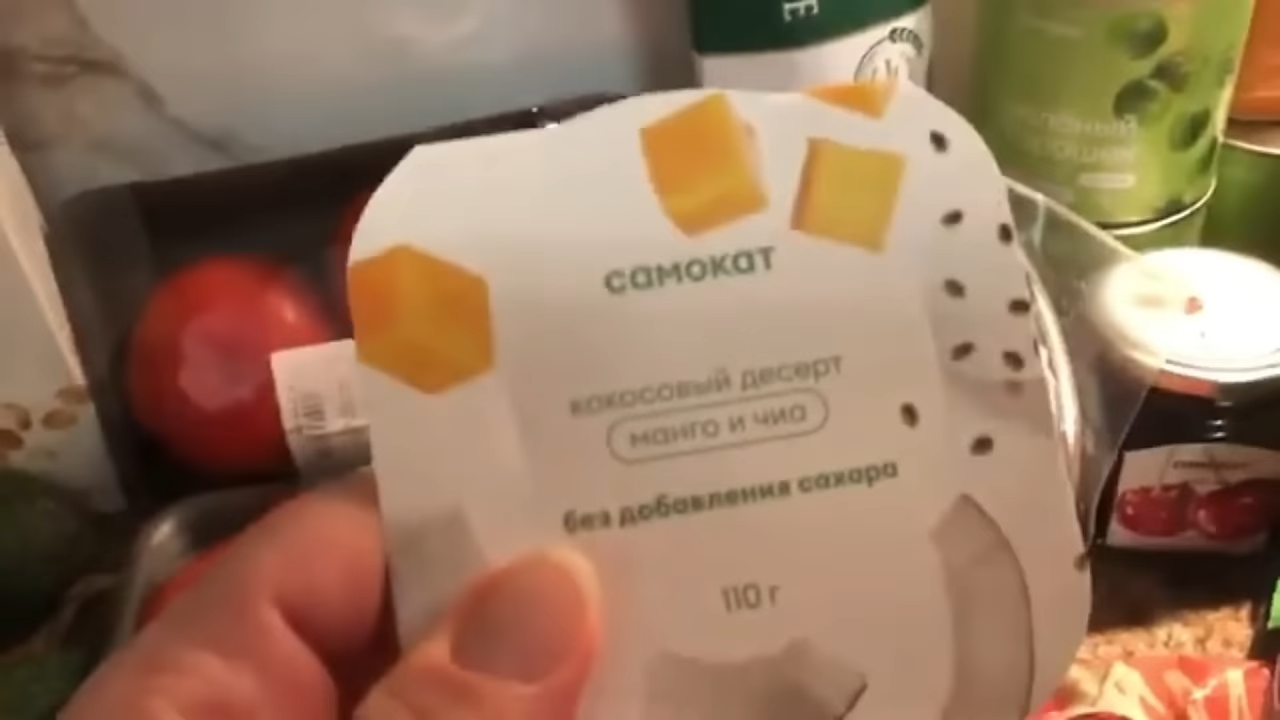 самокат
кокосовый десерт
манго и чиа
без добавления сахара
110 г